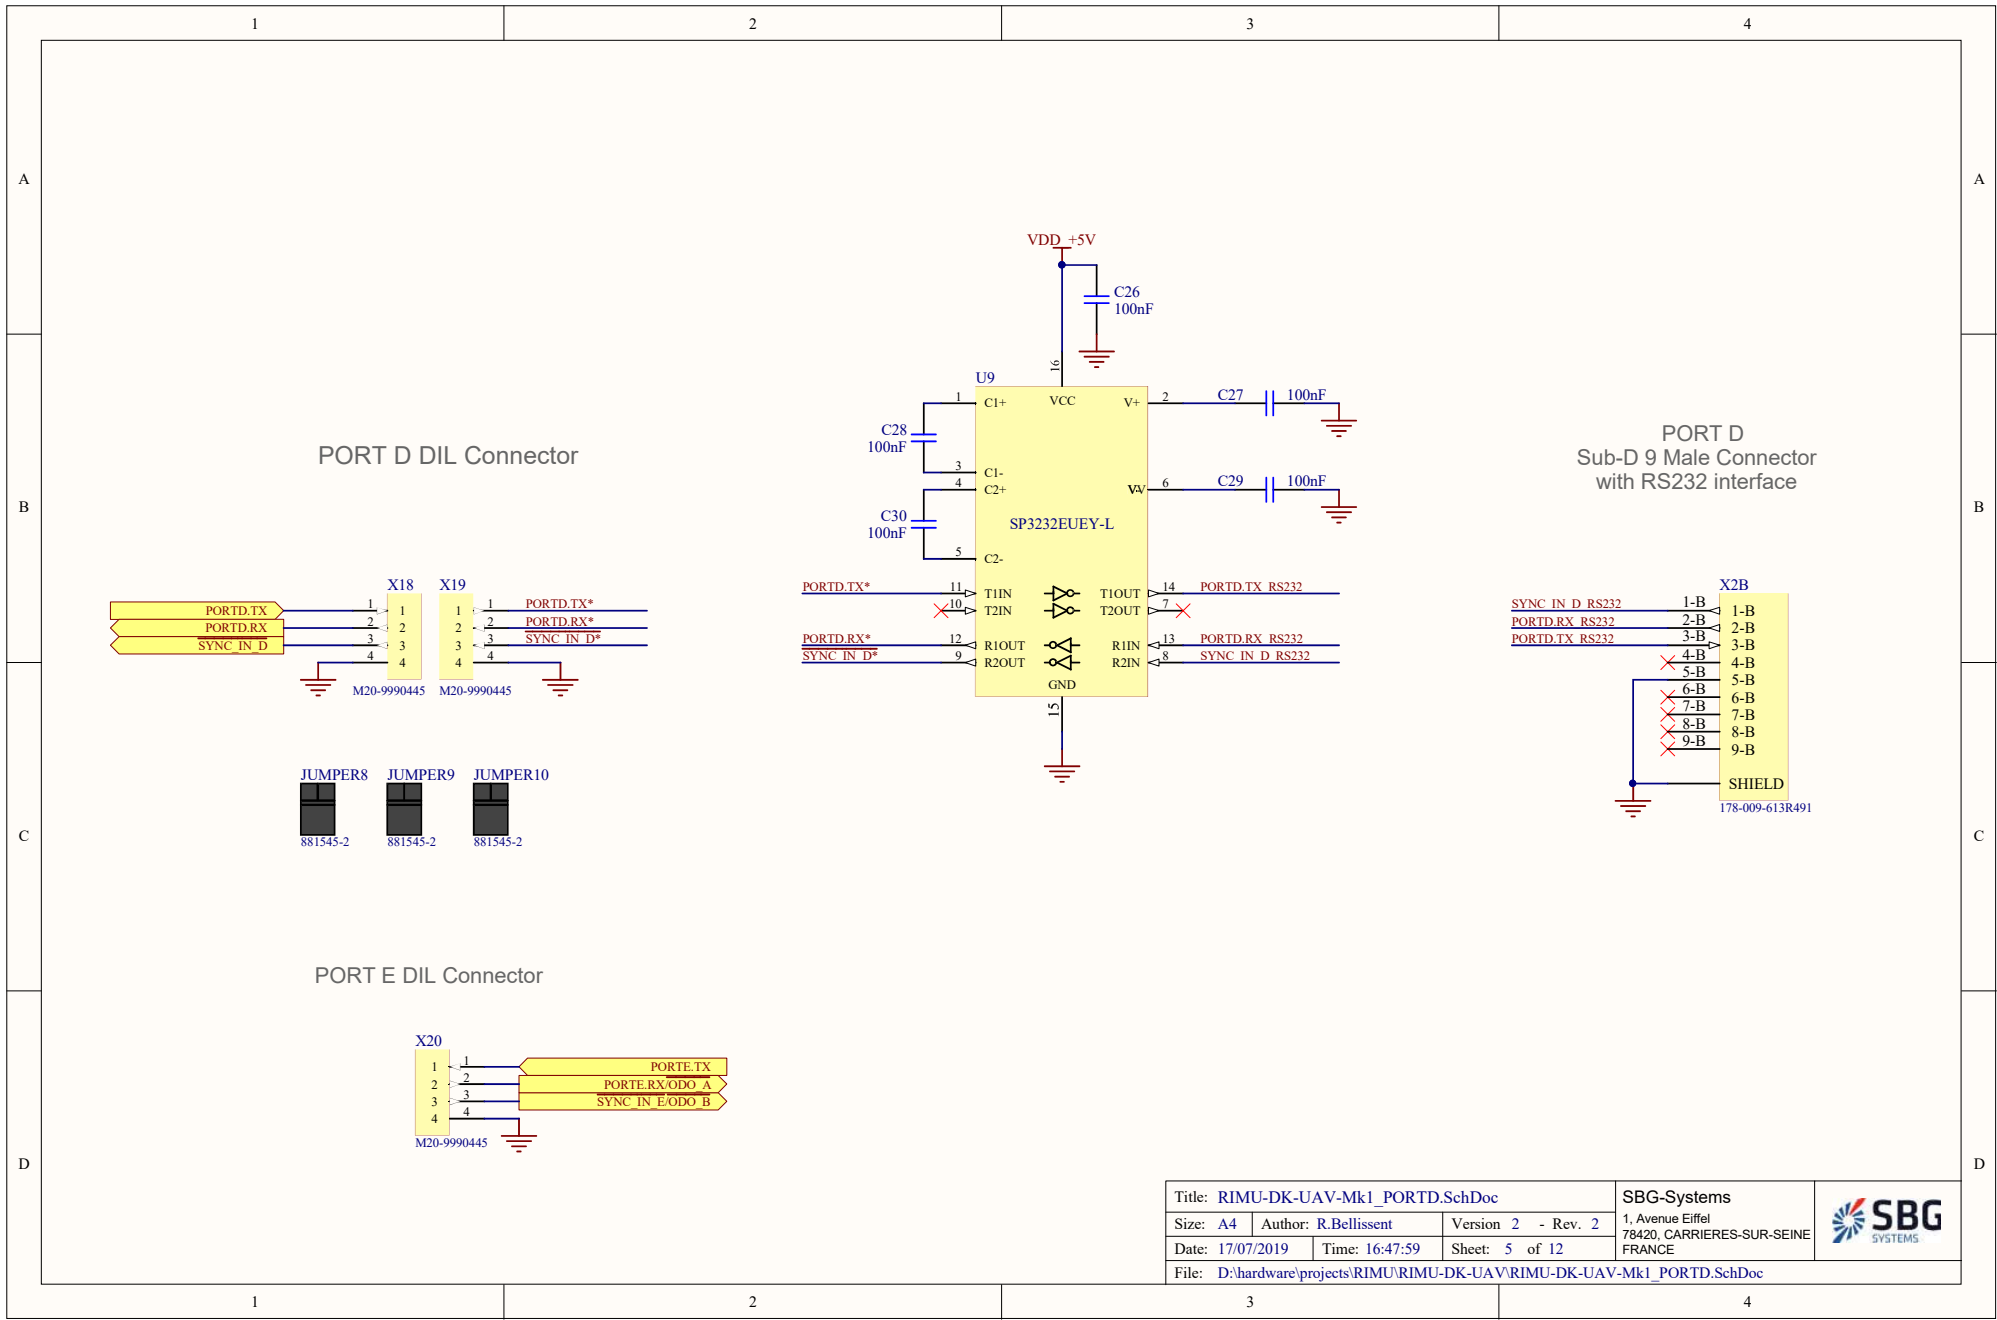 1 2 3 4
A A
VDD_+5V
C26
100nF
16
U9
1 C1+ VCC V+ 2 C27 100nF
C28
100nF
3 C1-
4 C2+ 6 C29 100nF
C30
100nF
SP3232EUEY-L
5 C2-
PORTD.TX* 11 T1IN T1OUT 14 PORTD.TX_RS232
10 T2IN T2OUT 7
PORTD.RX* 12 R1OUT R1IN 13 PORTD.RX_RS232
SYNC_IN_D* 9 R2OUT R2IN 8 SYNC_IN_D_RS232
GND
15
PORT D DIL Connector
B B
X18 X19
PORTD.TX 1 1 1 1 PORTD.TX*
PORTD.RX 2 2 2 2 PORTD.RX*
SYNC_IN_D 3 3 3 3 SYNC_IN_D*
4 4 4 4
M20-9990445 M20-9990445
JUMPER8 JUMPER9 JUMPER10
881545-2 881545-2 881545-2
PORT D
Sub-D 9 Male Connector
with RS232 interface
X2B
SYNC_IN_D_RS232 1-B 1-B
PORTD.RX_RS232 2-B 2-B
PORTD.TX_RS232 3-B 3-B
4-B 4-B
5-B 5-B
6-B 6-B
7-B 7-B
8-B 8-B
9-B 9-B
SHIELD
178-009-613R491
C C
PORT E DIL Connector
X20
1 1 PORTE.TX
2 2 PORTE.RX/ODO_A
3 3 SYNC_IN_E/ODO_B
4 4
M20-9990445
D D
Title: RIMU-DK-UAV-Mk1_PORTD.SchDoc
Size: A4 Author: R.Bellissent Version 2 - Rev. 2
Date: 17/07/2019 Time: 16:47:59 Sheet: 5 of 12
File: D:\hardware\projects\RIMU\RIMU-DK-UAV\RIMU-DK-UAV-Mk1_PORTD.SchDoc
SBG-Systems
1, Avenue Eiffel
78420, CARRIERES-SUR-SEINE
FRANCE
SBG
SYSTEMS
1 2 3 4